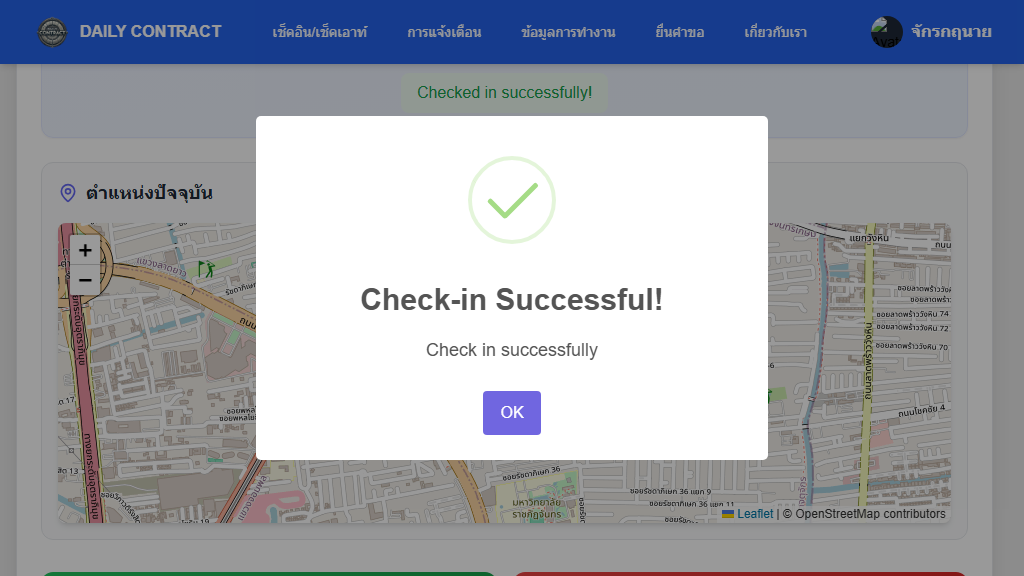 DAILY CONTRACT
เช็คอิน/เช็คเอาท์
การแจ้งเตือน
ข้อมูลการทำงาน
ยื่นคำขอ
เกี่ยวกับเรา
จักรกฤนาย
Checked in successfully!
ตำแหน่งปัจจุบัน
+
−
Check-in Successful!
Check in successfully
OK
แขวงลาดยาว
แยกวังหิน
ซอยลาดพร้าววังหิน 74
ซอยลาดพร้าววังหิน 72
ซอยลาดพร้าววังหิน 70
ถนนลาดพร้าววังหิน
ถนนโชคชัย 4
ซอยรัชดาภิเษก 36
ซอยรัชดาภิเษก 36 แยก 9
ซอยรัชดาภิเษก 36 แยก 11
มหาวิทยาลัย
ราชภัฏจันทร
Leaflet | © OpenStreetMap contributors